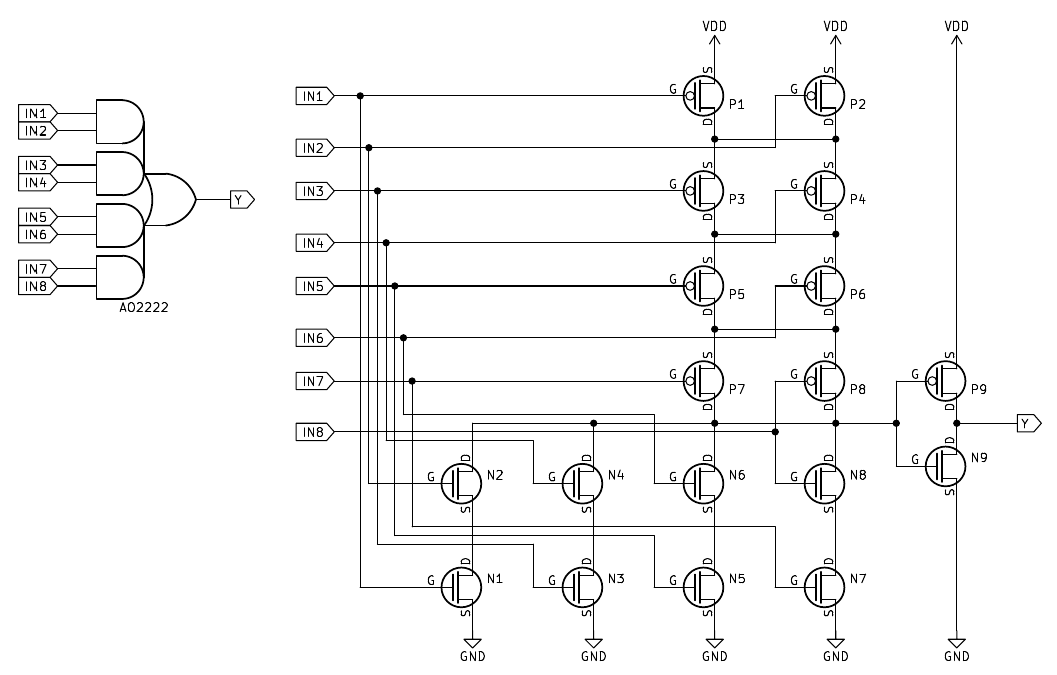 IN1
IN2
IN3
IN4
IN5
IN6
IN7
IN8
Y
AO2222
VDD VDD VDD
S S
IN1 G P1 G P2
D D
IN2
S S
IN3 G P3 G P4
D D
IN4
S S
IN5 G P5 G P6
D D
IN6
S S S
IN7 G P7 G P8 G P9
D D D
IN8 Y
D D D D D
G N2 G N4 G N6 G N8 G N9
S S S S S
D D D D
G N1 G N3 G N5 G N7
S S S S
GND GND GND GND GND